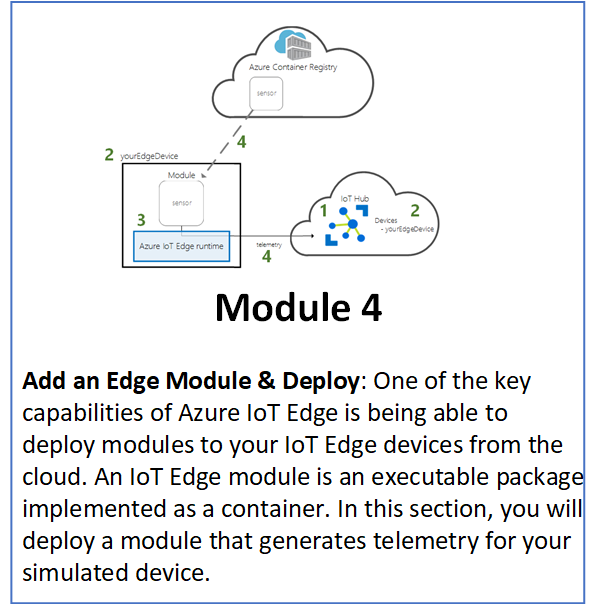 Azure Container Registry
sensor
4
2 yourEdgeDevice
Module
sensor
3
Azure IoT Edge runtime
telemetry
4
IoT Hub
1
2
Devices
- yourEdgeDevice
Module 4
Add an Edge Module & Deploy: One of the key
capabilities of Azure IoT Edge is being able to
deploy modules to your IoT Edge devices from the
cloud. An IoT Edge module is an executable package
implemented as a container. In this section, you will
deploy a module that generates telemetry for your
simulated device.